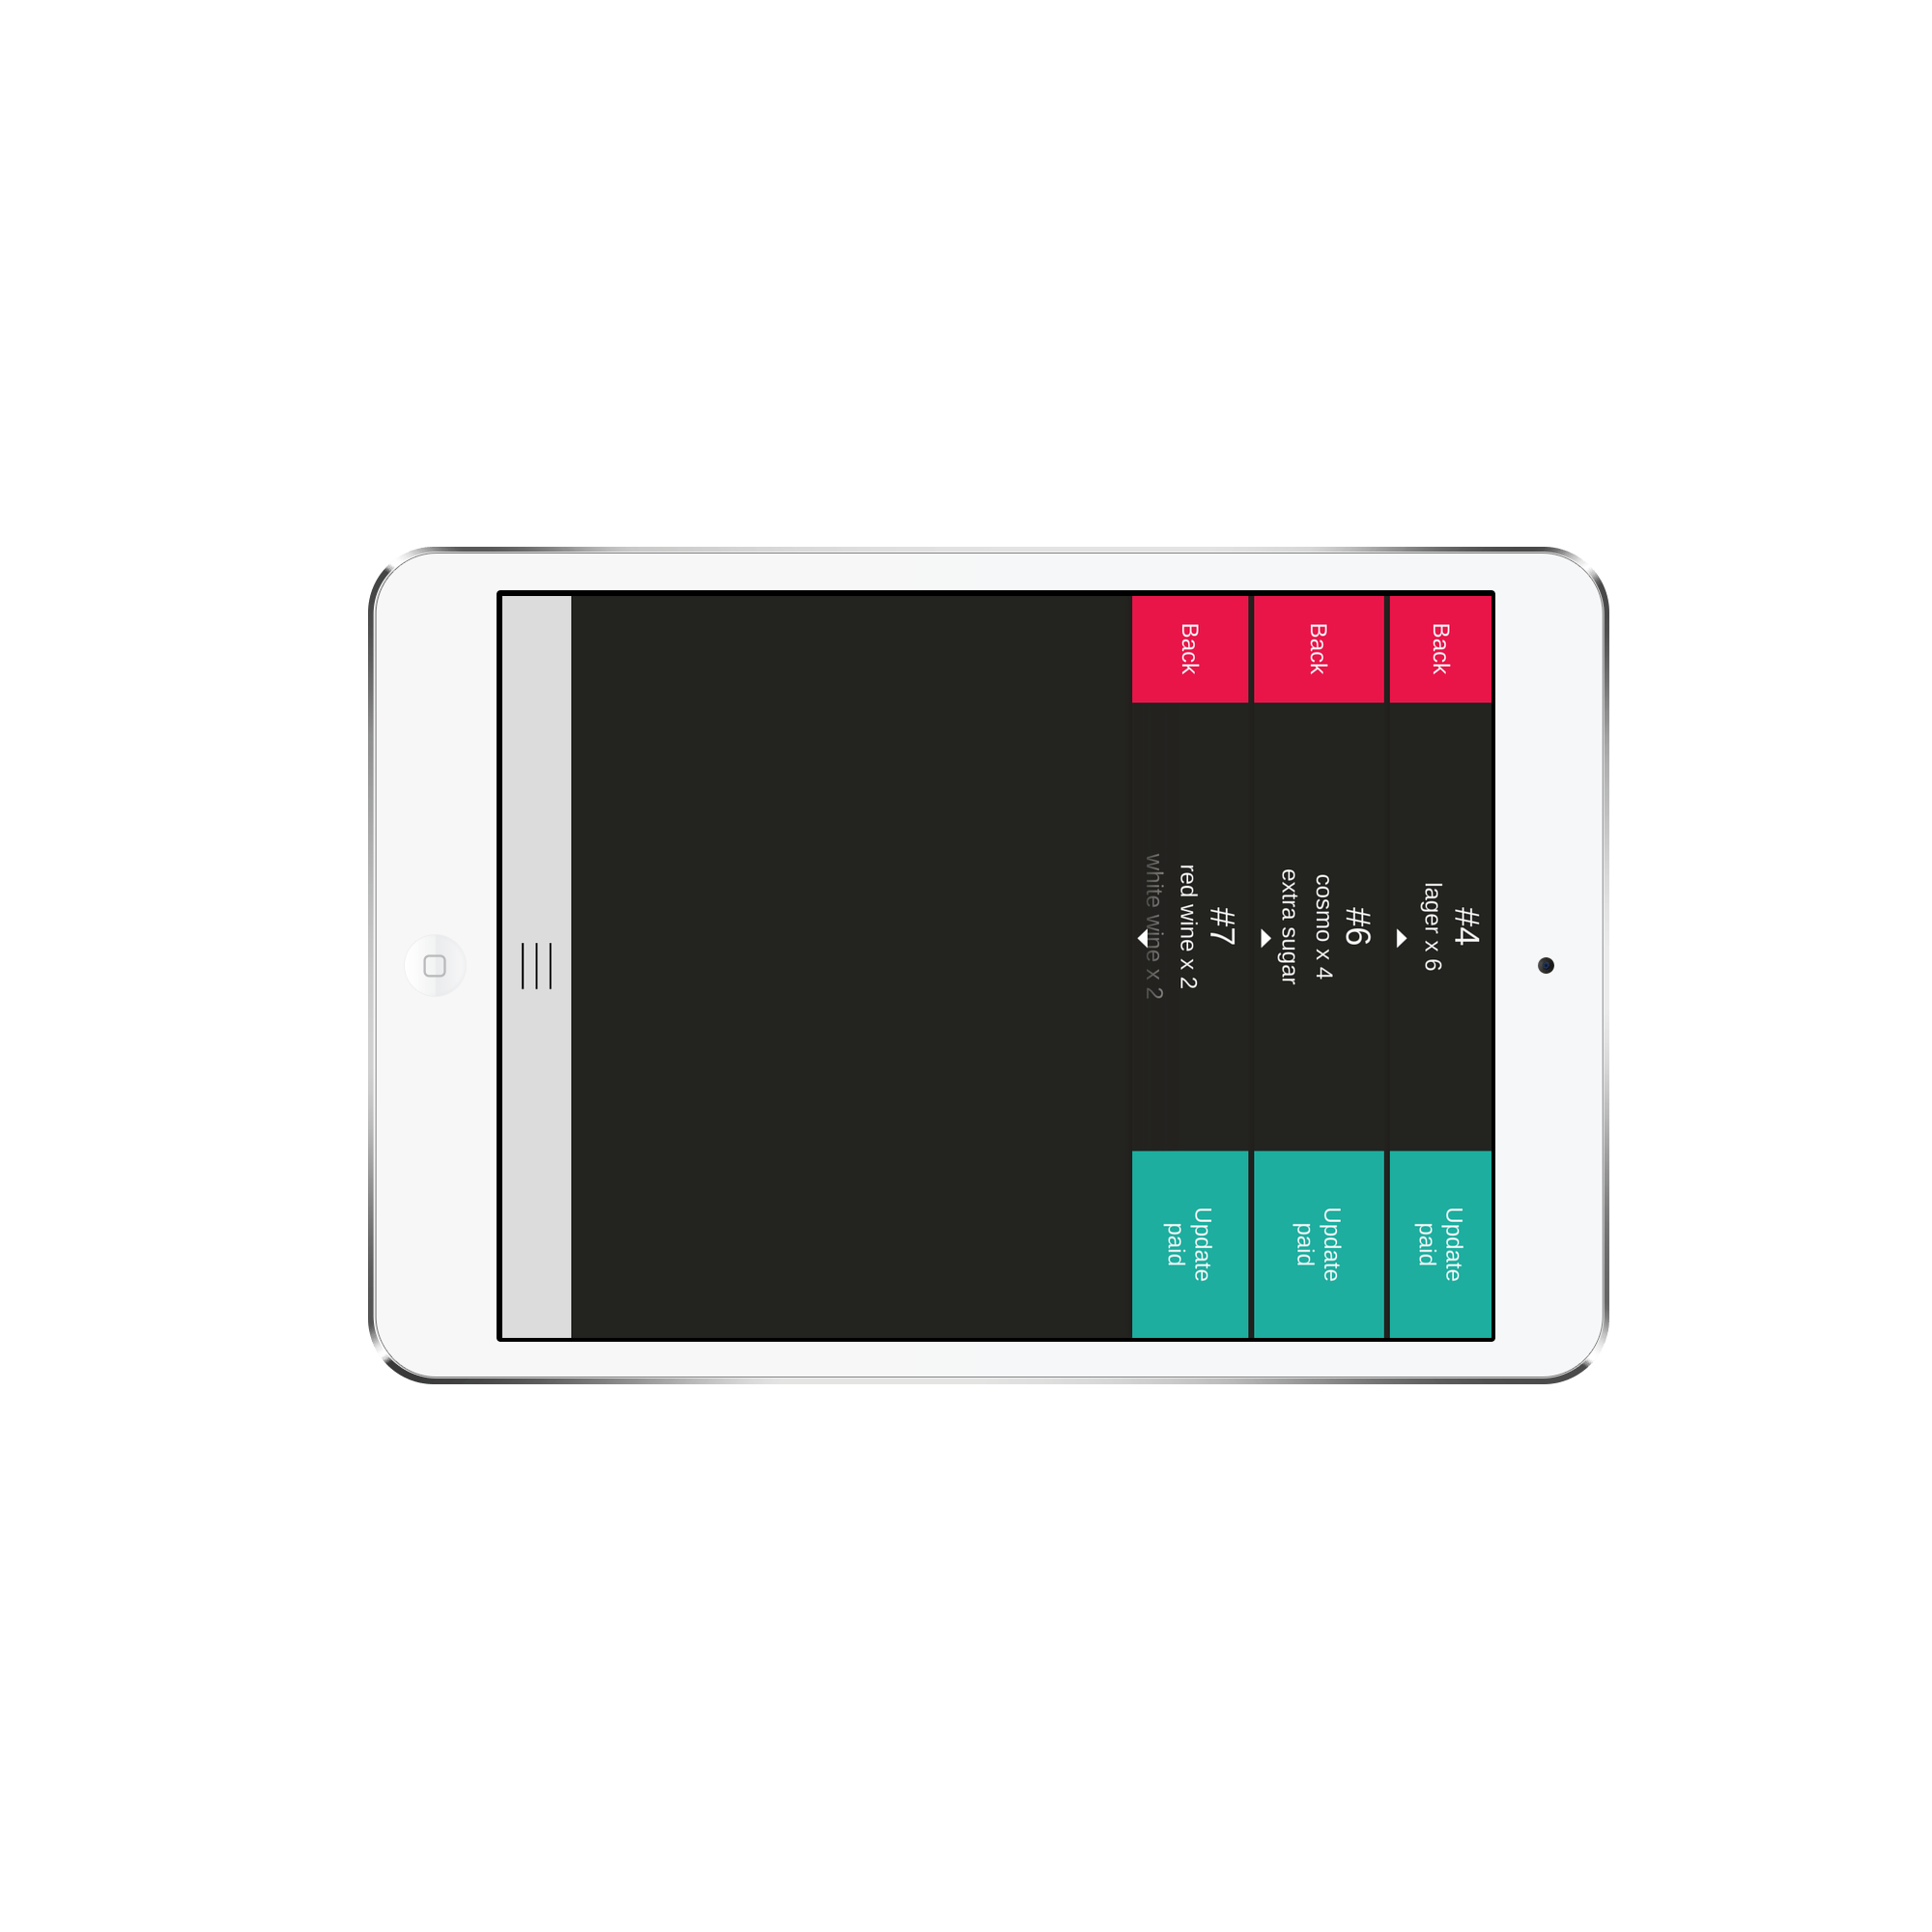 Back
#4
lager x 6
Update
paid
Back
#6
cosmo x 4
extra sugar
Update
paid
Back
#7
red wine x 2
white wine x 2
Update
paid